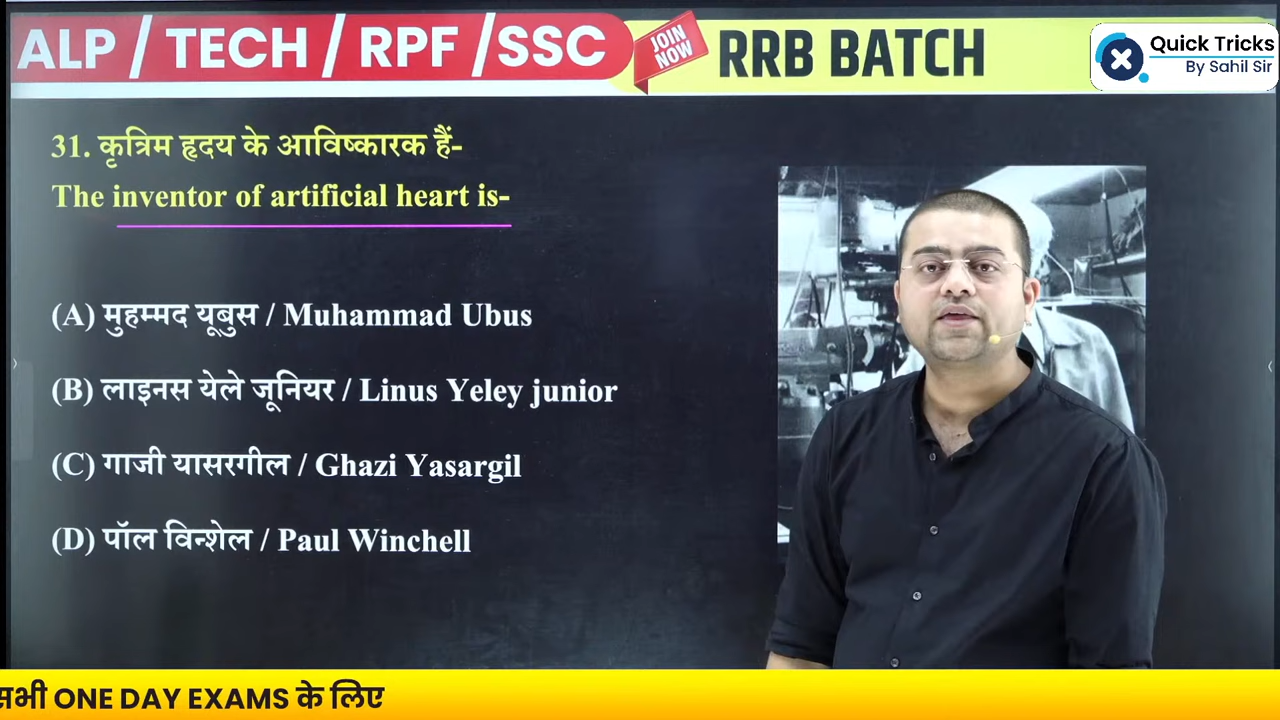 ALP / TECH / RPF / SSC
JOIN NOW
RRB BATCH
Quick Tricks
By Sahil Sir
31. कृत्रिम हृदय के आविष्कारक हैं-
The inventor of artificial heart is-
(A) मुहम्मद यूबुस / Muhammad Ubus
(B) लाइनस येले जूनियर / Linus Yeley junior
(C) गाजी यासरगील / Ghazi Yasargil
(D) पॉल विन्शेल / Paul Winchell
सभी ONE DAY EXAMS के लिए